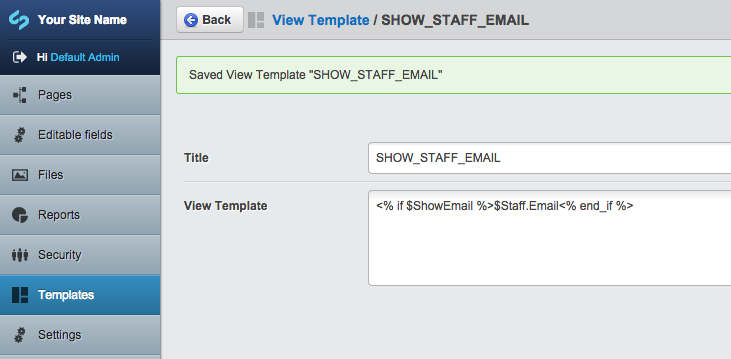 Your Site Name
Back
View Template / SHOW_STAFF_EMAIL
Hi Default Admin
Saved View Template "SHOW_STAFF_EMAIL"
Pages
Editable fields
Files
Reports
Security
Templates
Settings
Title
SHOW_STAFF_EMAIL
View Template
<% if $ShowEmail %>$Staff.Email<% end_if %>